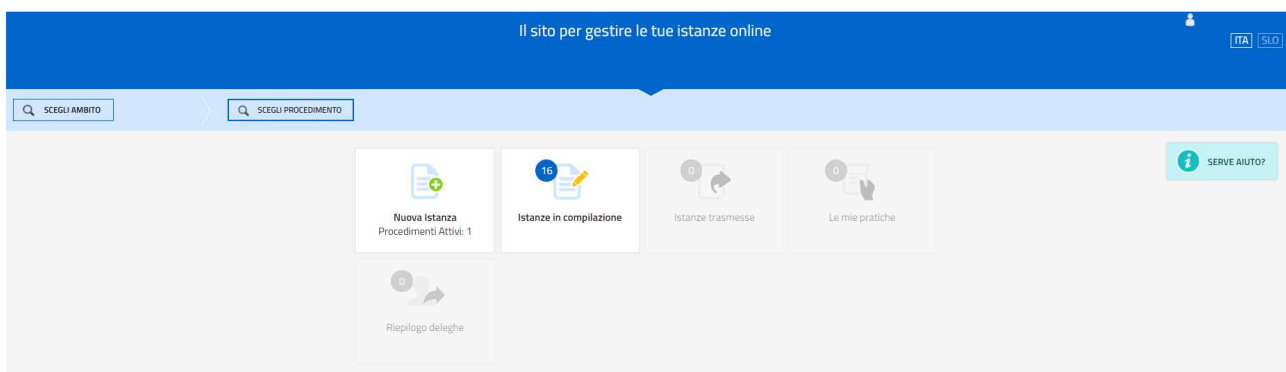 Il sito per gestire le tue istanze online
ITA SLO
SCEGLI AMBITO
SCEGLI PROCEDIMENTO
SERVE AIUTO?
Nuova Istanza
Procedimenti Attivi: 1
16
Istanze in compilazione
0
Istanze trasmesse
0
Le mie pratiche
0
Riepilogo deleghe